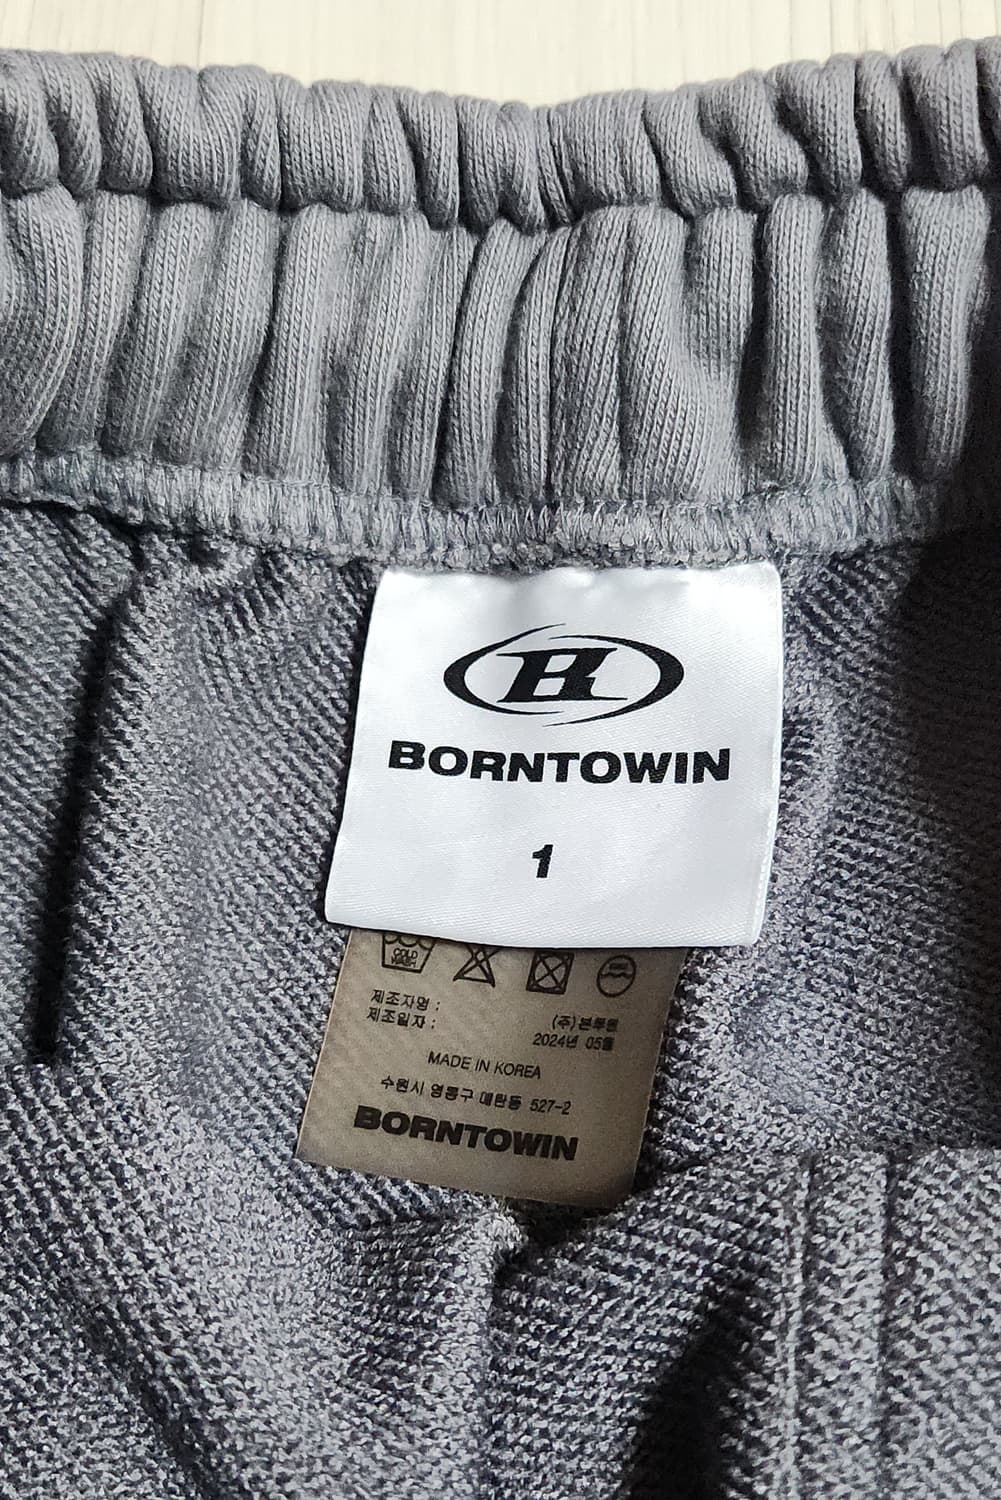 B
BORNTOWIN
1
COLD
WASH
제조자명 :
(주)본투윈
제조일자 :
2024년 05월
MADE IN KOREA
수원시 영통구 매탄동 527-2
BORNTOWIN